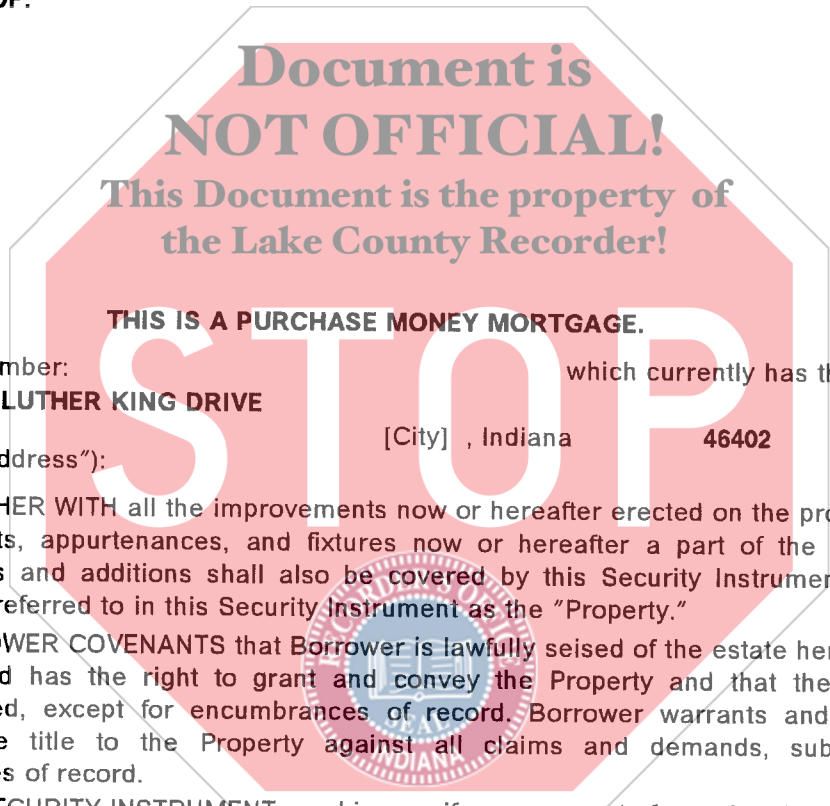 OF:
Document is
NOT OFFICIAL!
This Document is the property of
the Lake County Recorder!
STOP
THIS IS A PURCHASE MONEY MORTGAGE.
mber: which currently has th
LUTHER KING DRIVE
[City] , Indiana 46402
ddress"):
HER WITH all the improvements now or hereafter erected on the pro
ts, appurtenances, and fixtures now or hereafter a part of the
s and additions shall also be covered by this Security Instrumen
referred to in this Security Instrument as the "Property."
OWER COVENANTS that Borrower is lawfully seised of the estate her
d has the right to grant and convey the Property and that the
ed, except for encumbrances of record. Borrower warrants and
e title to the Property against all claims and demands, sub
es of record.
RECORDER'S OFFICE
SEAL
INDIANA